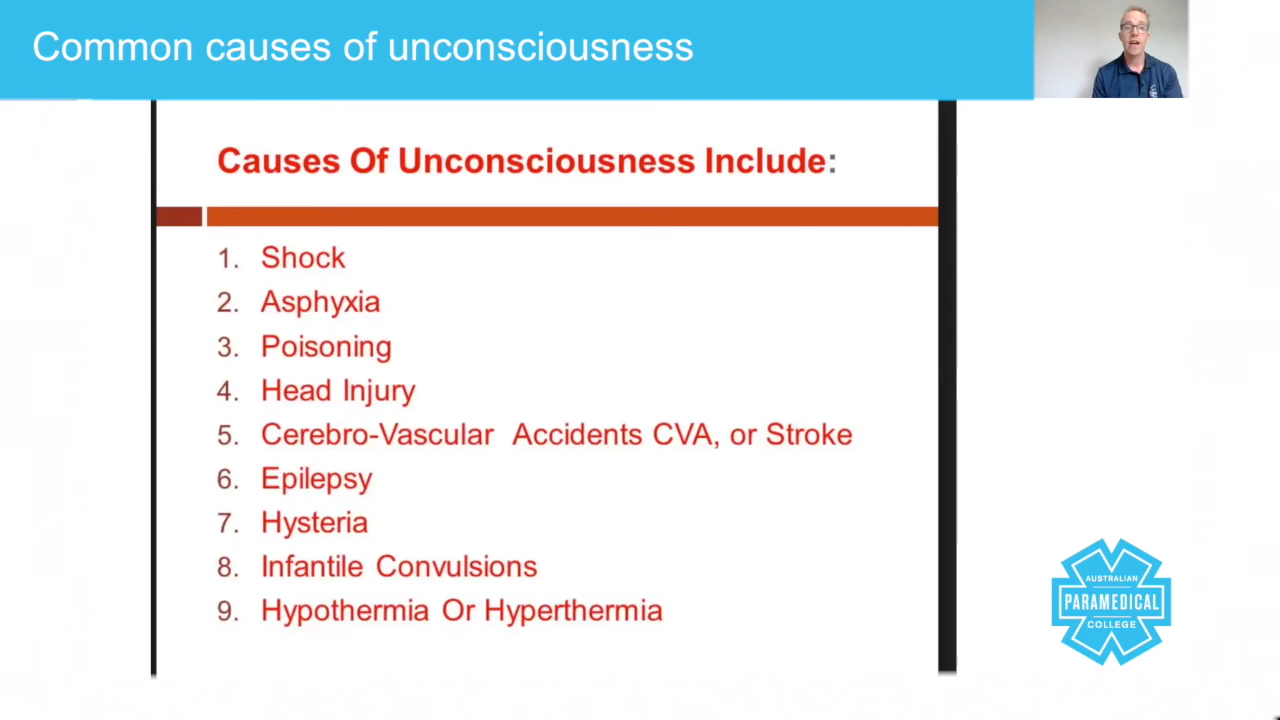 Common causes of unconsciousness
Causes Of Unconsciousness Include:
1. Shock
2. Asphyxia
3. Poisoning
4. Head Injury
5. Cerebro-Vascular Accidents CVA, or Stroke
6. Epilepsy
7. Hysteria
8. Infantile Convulsions
9. Hypothermia Or Hyperthermia
AUSTRALIAN
PARAMEDICAL
COLLEGE